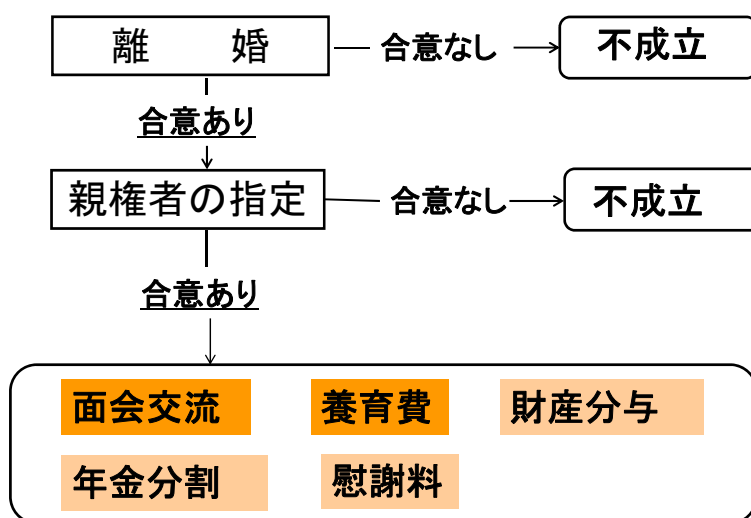 離　　婚
合意なし
不成立
合意あり
親権者の指定
合意なし
不成立
合意あり
面会交流
養育費
財産分与
年金分割
慰謝料